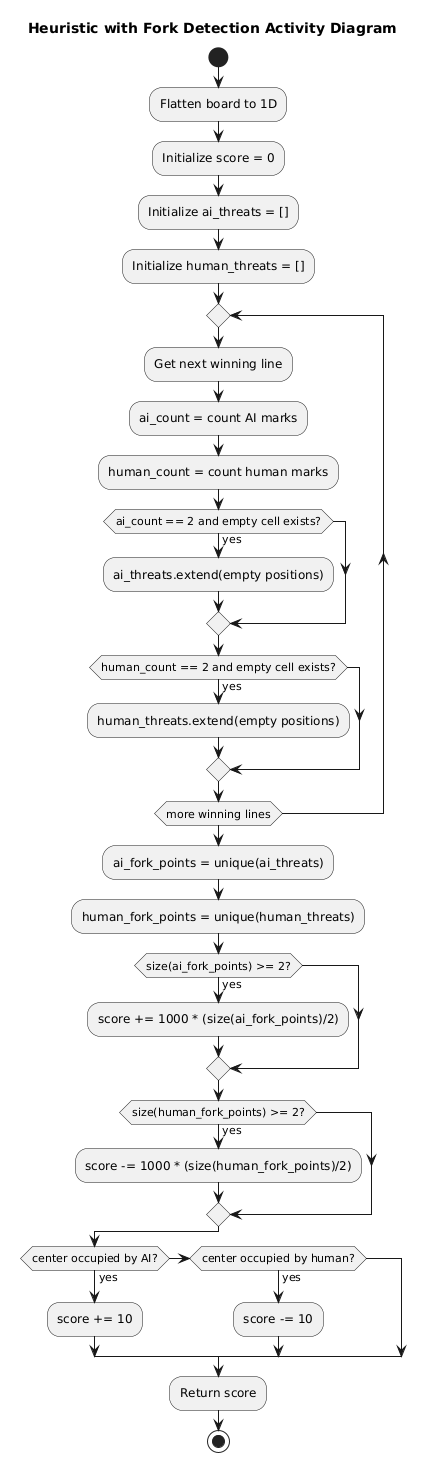 Heuristic with Fork Detection Activity Diagram
Flatten board to 1D
Initialize score = 0
Initialize ai_threats = []
Initialize human_threats = []
Get next winning line
ai_count = count AI marks
human_count = count human marks
ai_count == 2 and empty cell exists?
yes
ai_threats.extend(empty positions)
human_count == 2 and empty cell exists?
yes
human_threats.extend(empty positions)
more winning lines
ai_fork_points = unique(ai_threats)
human_fork_points = unique(human_threats)
size(ai_fork_points) >= 2?
yes
score += 1000 * (size(ai_fork_points)/2)
size(human_fork_points) >= 2?
yes
score -= 1000 * (size(human_fork_points)/2)
center occupied by AI?
center occupied by human?
yes
yes
score += 10
score -= 10
Return score